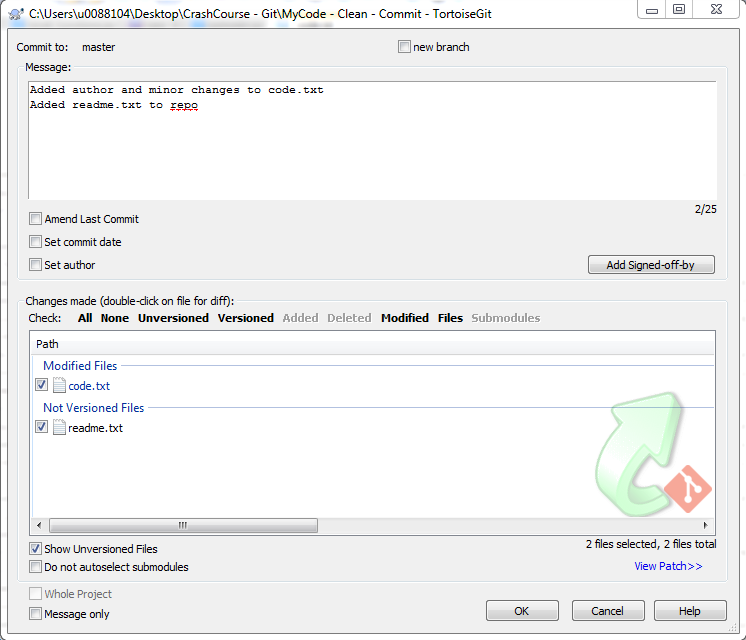 C:\Users\u0088104\Desktop\CrashCourse - Git\MyCode - Clean - Commit - TortoiseGit
Commit to: master new branch
Message:
Added author and minor changes to code.txt
Added readme.txt to repo
2/25
Amend Last Commit
Set commit date
Set author Add Signed-off-by
Changes made (double-click on file for diff):
Check: All None Unversioned Versioned Added Deleted Modified Files Submodules
Path
Modified Files
code.txt
Not Versioned Files
readme.txt
Show Unversioned Files 2 files selected, 2 files total
Do not autoselect submodules View Patch>>
Whole Project
Message only OK Cancel Help